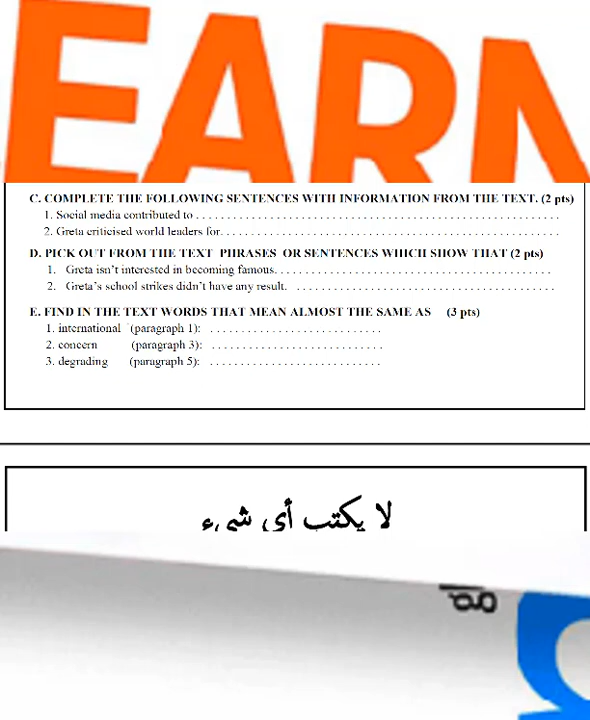 EARN
C. COMPLETE THE FOLLOWING SENTENCES WITH INFORMATION FROM THE TEXT. (2 pts)
1. Social media contributed to . . . . . . . . . . . . . . . . . . . . . . . . . . . . . . . . . . . . . . . . . . . . . . . . . . . . . . . . . . .
2. Greta criticised world leaders for. . . . . . . . . . . . . . . . . . . . . . . . . . . . . . . . . . . . . . . . . . . . . . . . . . . . . . .
D. PICK OUT FROM THE TEXT PHRASES OR SENTENCES WHICH SHOW THAT (2 pts)
1. Greta isn't interested in becoming famous. . . . . . . . . . . . . . . . . . . . . . . . . . . . . . . . . . . . . . . . . . . .
2. Greta's school strikes didn't have any result. . . . . . . . . . . . . . . . . . . . . . . . . . . . . . . . . . . . . . . . . .
E. FIND IN THE TEXT WORDS THAT MEAN ALMOST THE SAME AS (3 pts)
1. international (paragraph 1): . . . . . . . . . . . . . . . . . . . . . . . . . . . .
2. concern (paragraph 3): . . . . . . . . . . . . . . . . . . . . . . . . . . . .
3. degrading (paragraph 5): . . . . . . . . . . . . . . . . . . . . . . . . . . . .
لا يكتب أي شيء